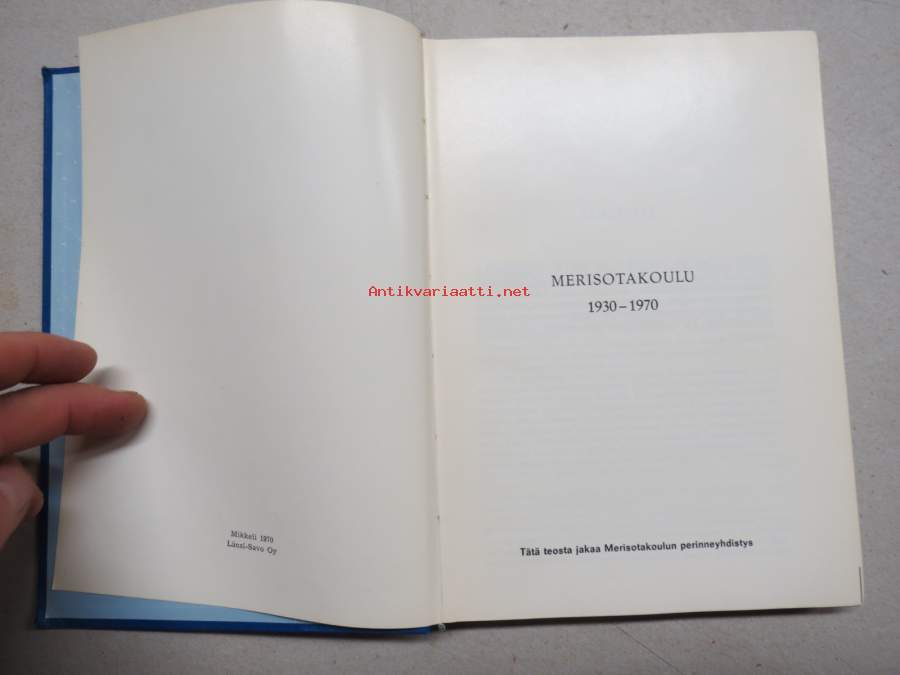 Mikkeli 1970
Länsi-Savo Oy
Antikvariaatti.net
MERISOTAKOULU
1930–1970
Tätä teosta jakaa Merisotakoulun perinneyhdistys